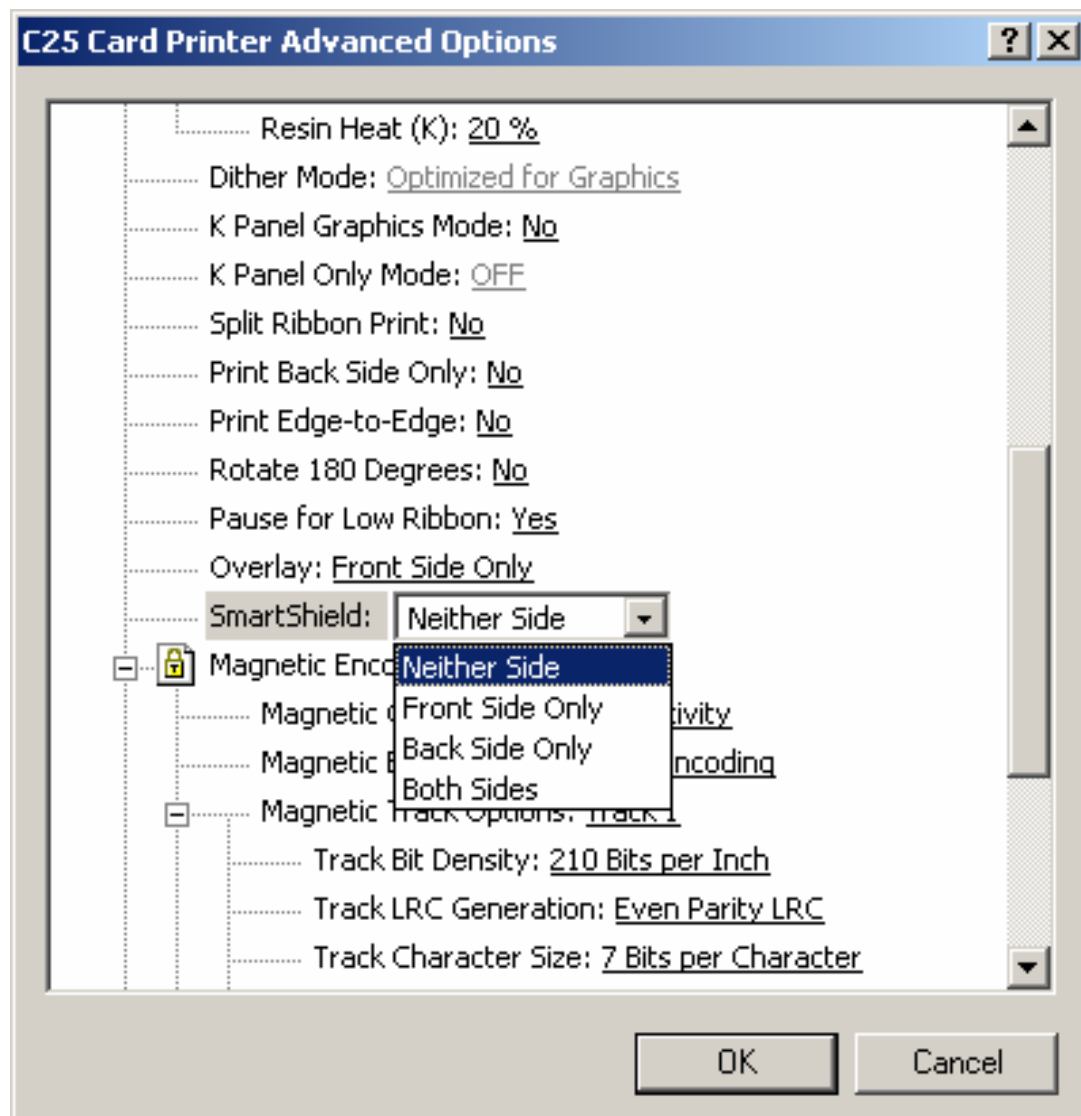 C25 Card Printer Advanced Options
Resin Heat (K): 20 %
Dither Mode: Optimized for Graphics
K Panel Graphics Mode: No
K Panel Only Mode: OFF
Split Ribbon Print: No
Print Back Side Only: No
Print Edge-to-Edge: No
Rotate 180 Degrees: No
Pause for Low Ribbon: Yes
Overlay: Front Side Only
SmartShield: Neither Side
Magnetic Neither Side
Magnetic Front Side Only
Magnetic Back Side Only
Both Sides
Magnetic Track Options: Track 1
Track Bit Density: 210 Bits per Inch
Track LRC Generation: Even Parity LRC
Track Character Size: 7 Bits per Character
OK Cancel